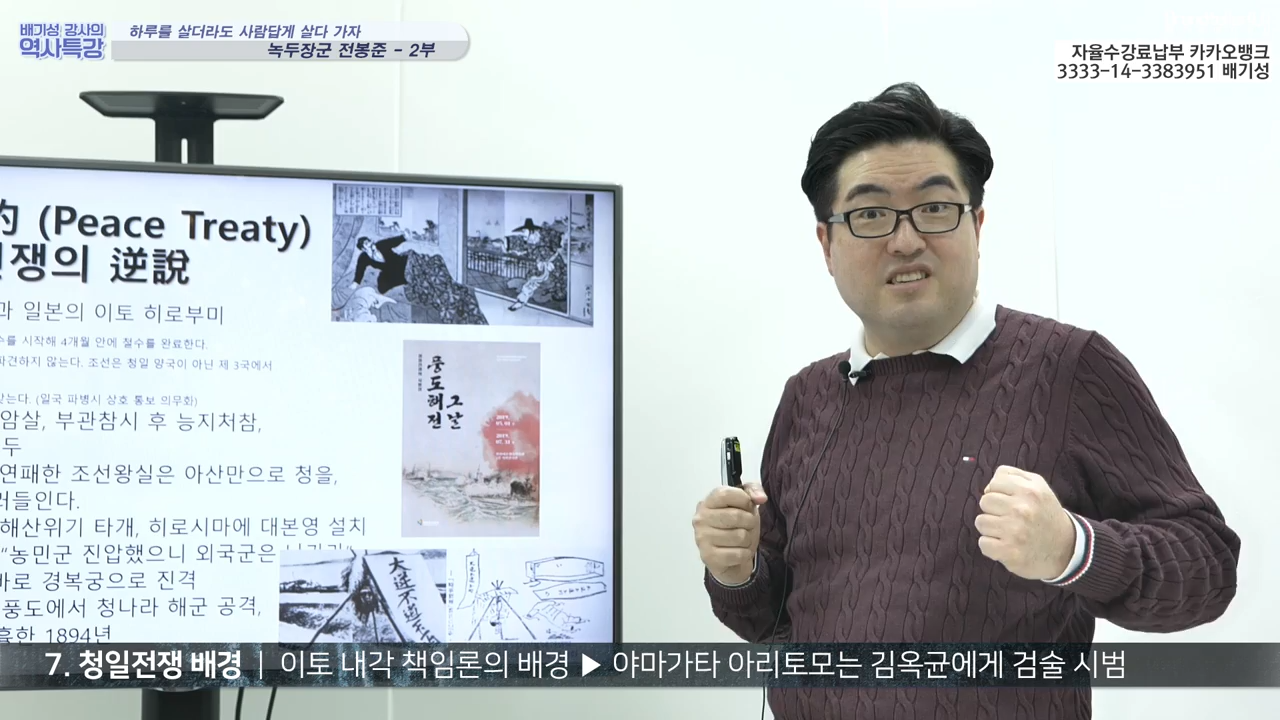 배기성 강사의
역사특강
하루를 살더라도 사람답게 살다 가자
녹두장군 전봉준 - 2부
자율수강료납부 카카오뱅크
3333-14-3383951 배기성
約 (Peace Treaty)
전쟁의 逆說
과 일본의 이토 히로부미
수를 시작해 4개월 안에 철수를 완료한다.
파견하지 않는다. 조선은 청일 양국이 아닌 제 3국에서
갖는다. (일국 파병시 상호 통보 의무화)
암살, 부관참시 후 능지처참,
두
연패한 조선왕실은 아산만으로 청을,
러들인다.
해산위기 타개, 히로시마에 대본영 설치
"농민군 진압했으니 외국군은
바로 경복궁으로 진격
풍도에서 청나라 해군 공격,
1894년
풍도해전
그날
大逆不道
7. 청일전쟁 배경 | 이토 내각 책임론의 배경 ▶ 야마가타 아리토모는 김옥균에게 검술 시범